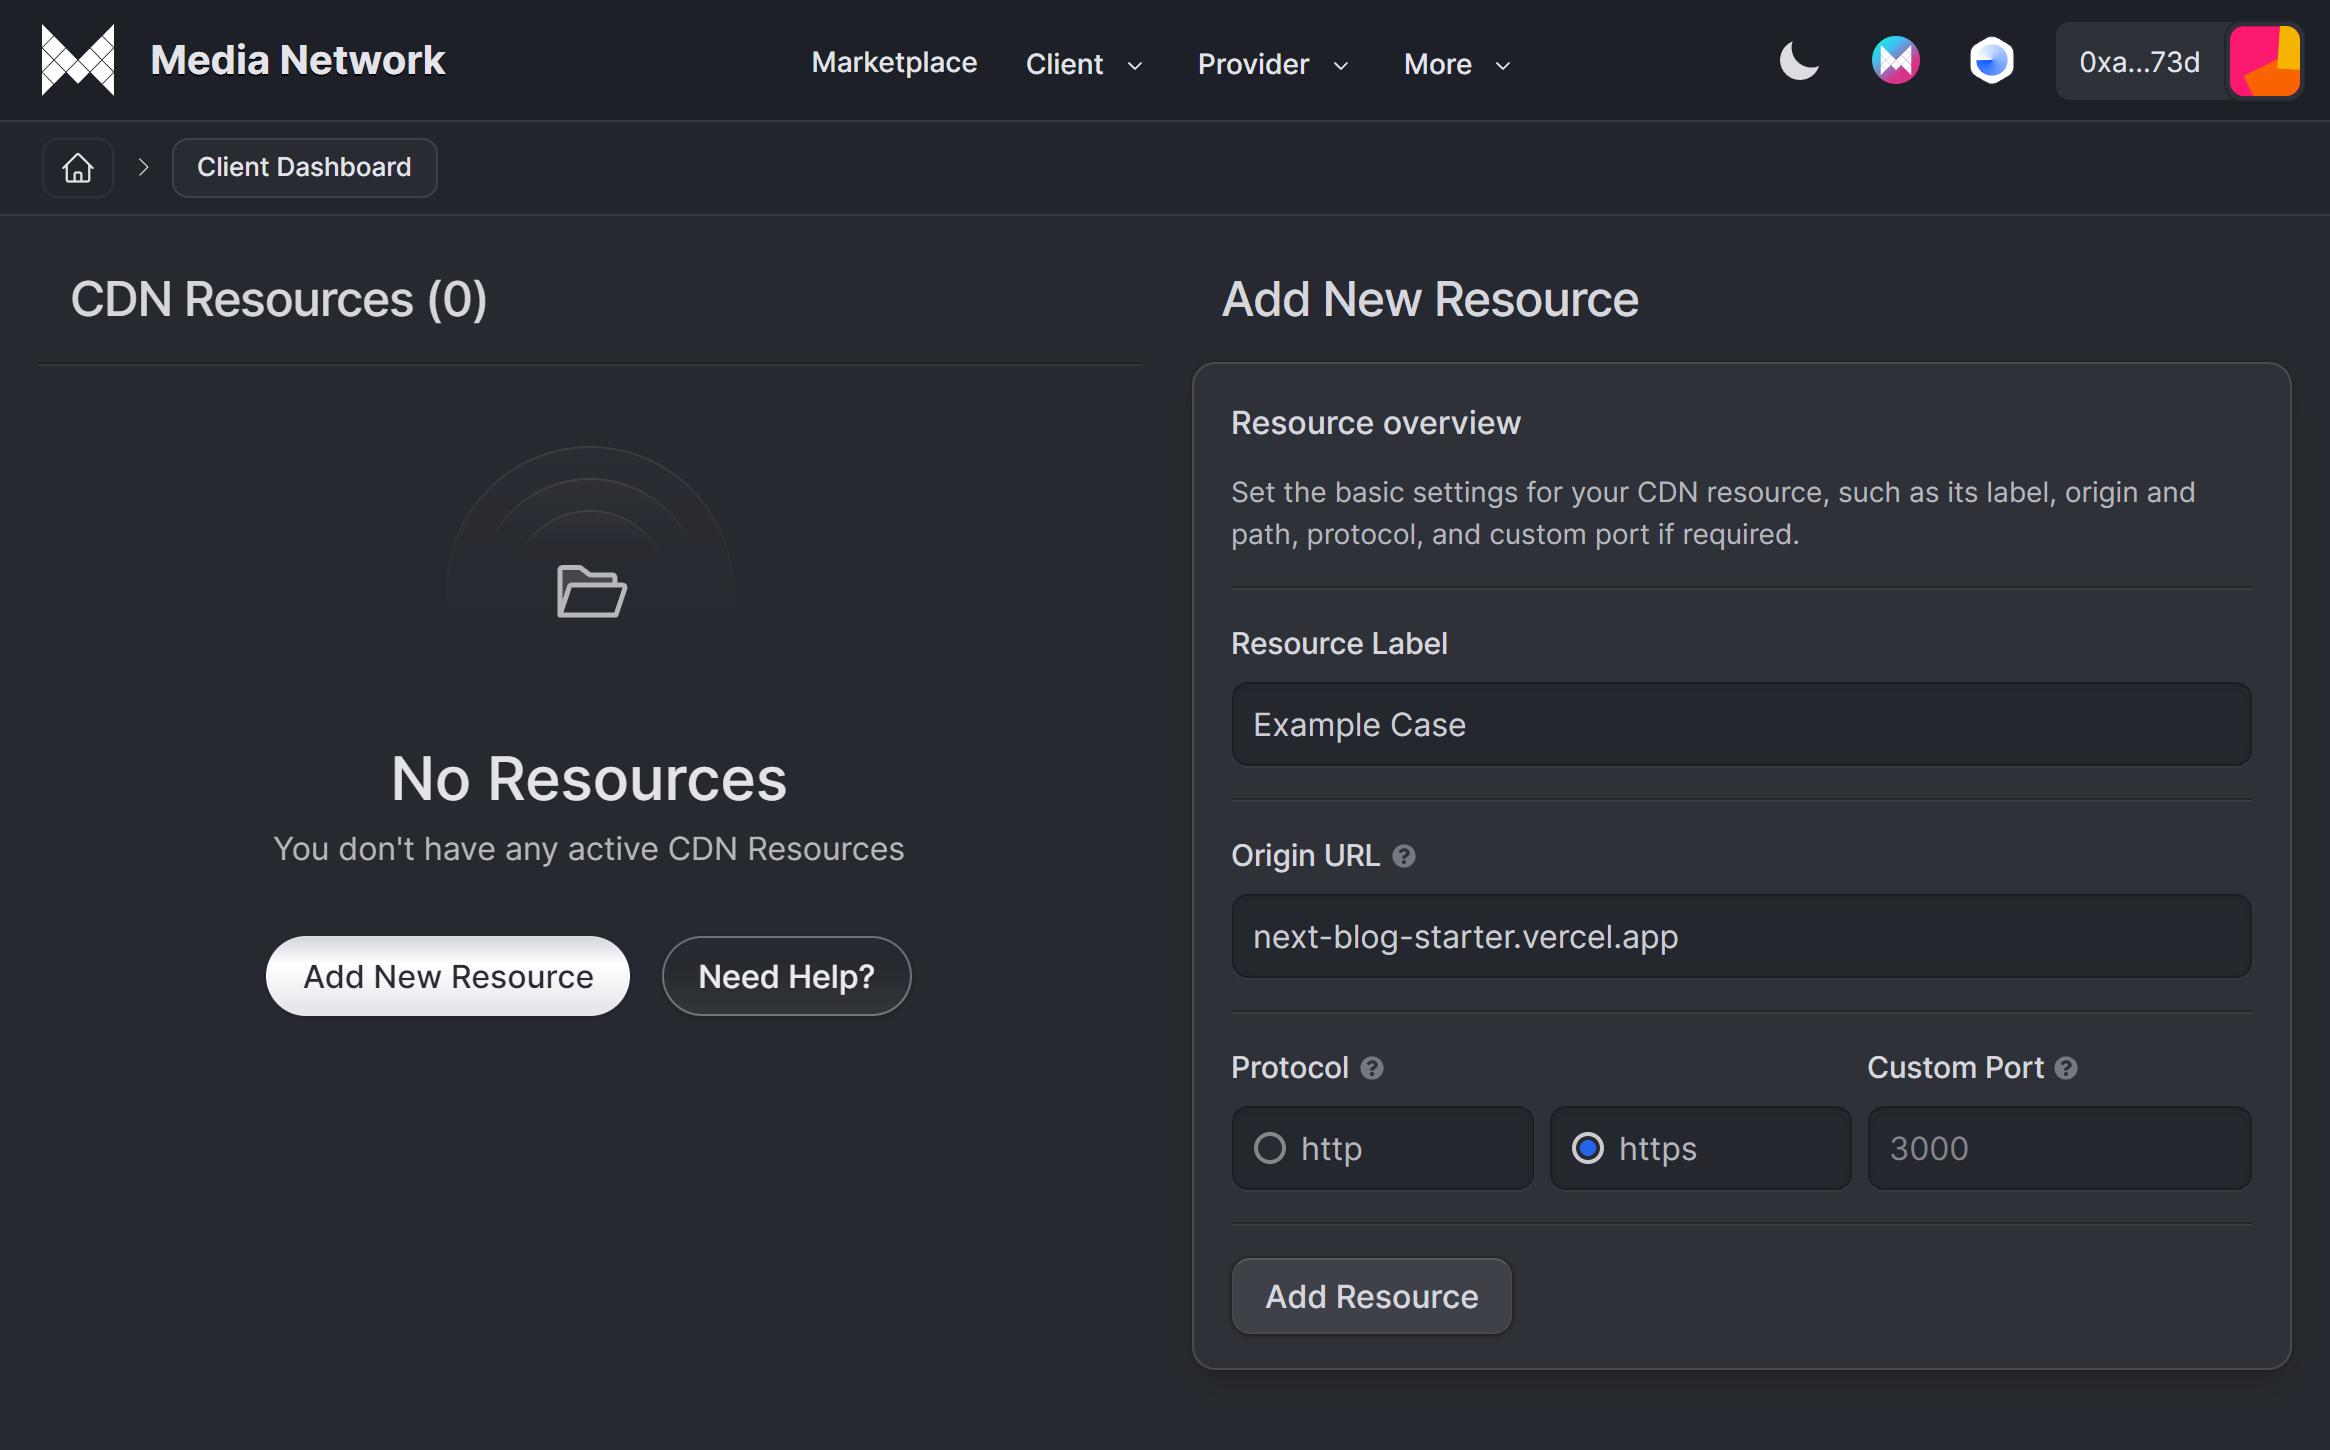 Media Network
Marketplace
Client
Provider
More
0xa...73d
Client Dashboard
CDN Resources (0)
No Resources
You don't have any active CDN Resources
Add New Resource
Need Help?
Add New Resource
Resource overview
Set the basic settings for your CDN resource, such as its label, origin and
path, protocol, and custom port if required.
Resource Label
Example Case
Origin URL ?
next-blog-starter.vercel.app
Protocol ?
http
https
Custom Port ?
3000
Add Resource